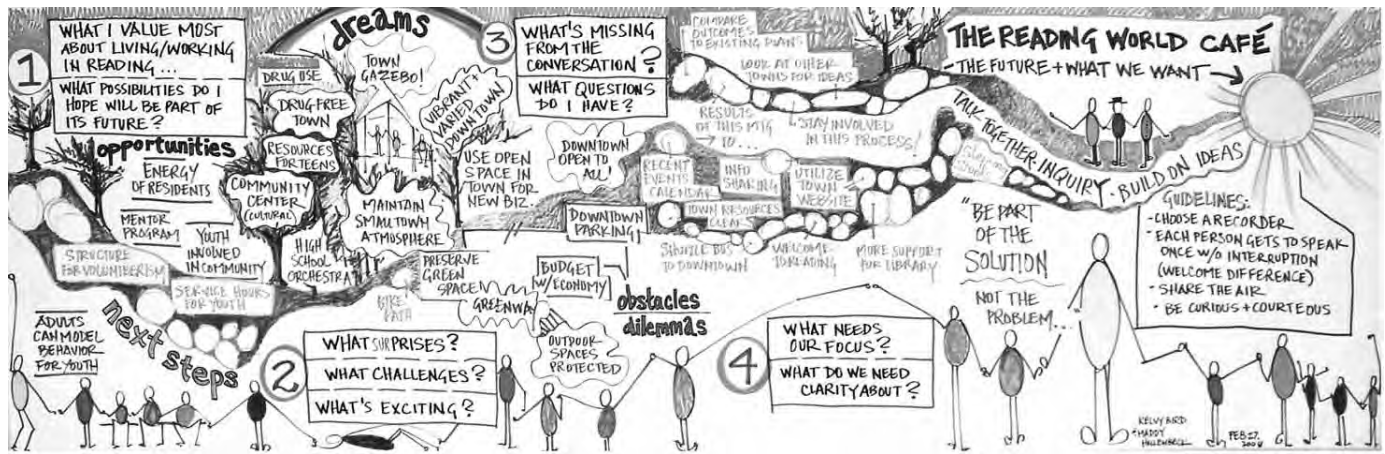 1
WHAT I VALUE MOST
ABOUT LIVING/WORKING
IN READING...
WHAT POSSIBILITIES DO I
HOPE WILL BE PART OF
ITS FUTURE?
dreams
DRUG USE
DRUG-FREE
TOWN
RESOURCES
FOR TEENS
TOWN
GAZEBO!
VIBRANT +
VARIED
DOWNTOWN
opportunities
ENERGY
OF RESIDENTS
MENTOR
PROGRAM
YOUTH
INVOLVED
IN COMMUNITY
STRUCTURE
FOR VOLUNTEERISM
SERVICE HOURS
FOR YOUTH
COMMUNITY
CENTER
(CULTURAL)
HIGH
SCHOOL
ORCHESTRA
MAINTAIN
SMALLTOWN
ATMOSPHERE
USE OPEN
SPACE IN
TOWN FOR
NEW BIZ.
PRESERVE
GREEN
SPACE
BIKE
PATH
GREENWAY
OUTDOOR
SPACES
PROTECTED
next steps
ADULTS
CAN MODEL
BEHAVIOR
FOR YOUTH
2
WHAT SURPRISES?
WHAT CHALLENGES?
WHAT'S EXCITING?
3
WHAT'S MISSING
FROM THE
CONVERSATION?
WHAT QUESTIONS
DO I HAVE?
COMPARE
OUTCOMES
TO EXISTING PLANS
LOOK AT OTHER
TOWNS FOR IDEAS
RESULTS
OF THIS MTG
→ TO...
STAY INVOLVED
IN THIS PROCESS!
DOWNTOWN
OPEN TO
ALL!
DOWNTOWN
PARKING!
BUDGET
W/ECONOMY
obstacles
dilemmas
RECENT
EVENTS
CALENDAR
INFO
SHARING
UTILIZE
TOWN
WEBSITE
TOWN RESOURCES
CLEAR
SHUTTLE BUS
TO DOWNTOWN
WELCOME
TO READING
MORE SUPPORT
FOR LIBRARY
4
WHAT NEEDS
OUR FOCUS?
WHAT DO WE NEED
CLARITY ABOUT?
THE READING WORLD CAFÉ
- THE FUTURE + WHAT WE WANT →
TALK TOGETHER · INQUIRY · BUILD ON IDEAS
"BE PART
OF THE
SOLUTION
NOT THE
PROBLEM...
GUIDELINES:
- CHOOSE A RECORDER
- EACH PERSON GETS TO SPEAK
ONCE W/O INTERRUPTION
(WELCOME DIFFERENCE)
- SHARE THE AIR
- BE CURIOUS + COURTEOUS
KELVY BIRD
+ MADDY
FEB 27.